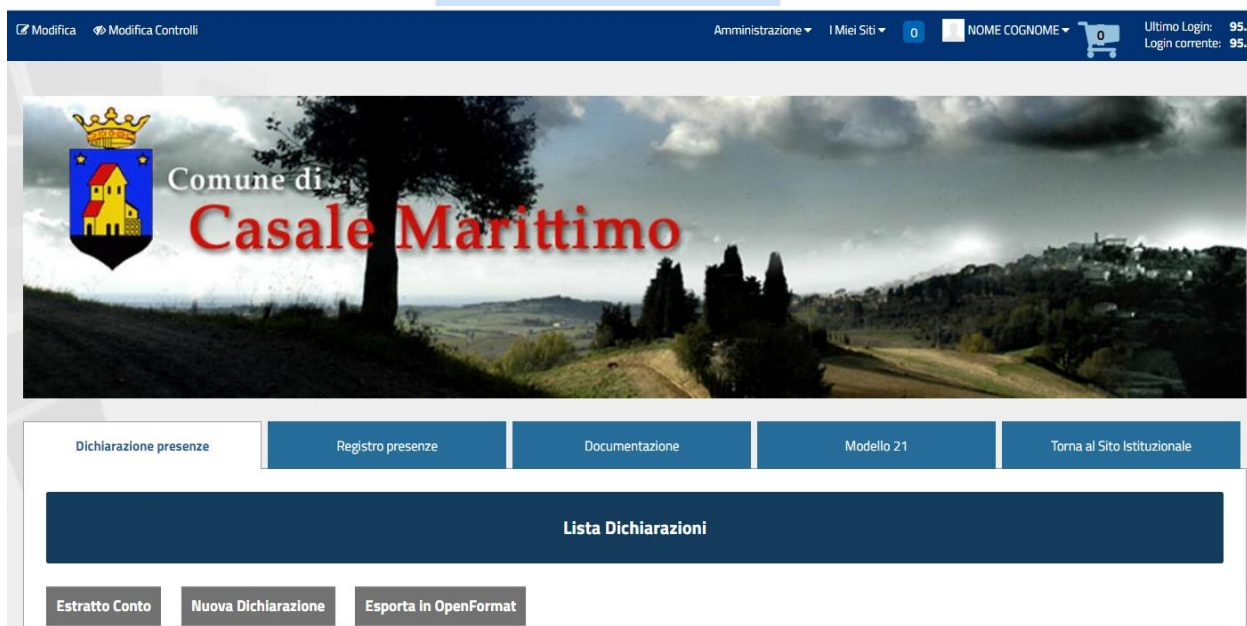 Modifica Modifica Controlli Amministrazione I Miei Siti 0 NOME COGNOME 0 Ultimo Login: 95.
Login corrente: 95.
Comune di
Casale Marittimo
Dichiarazione presenze Registro presenze Documentazione Modello 21 Torna al Sito Istituzionale
Lista Dichiarazioni
Estratto Conto Nuova Dichiarazione Esporta in OpenFormat